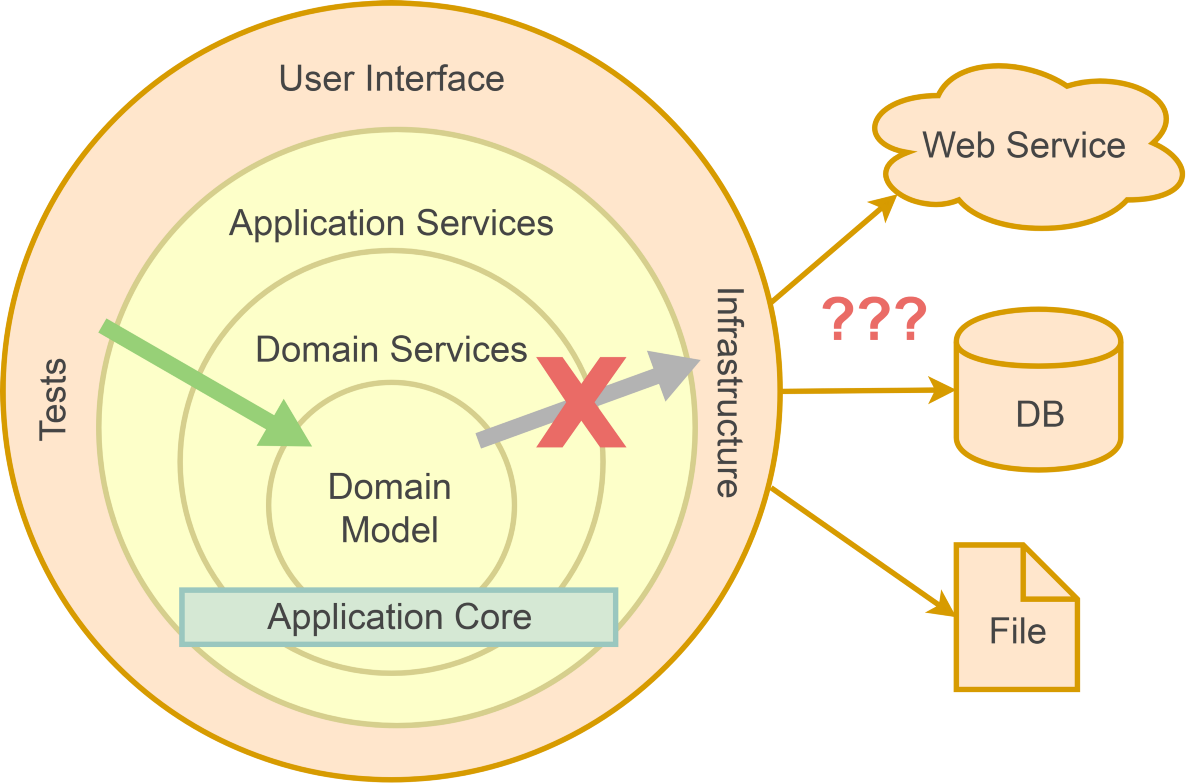 User Interface
Web Service
Application Services
???
Infrastructure
Domain Services
Tests
DB
X
Domain
Model
Application Core
File